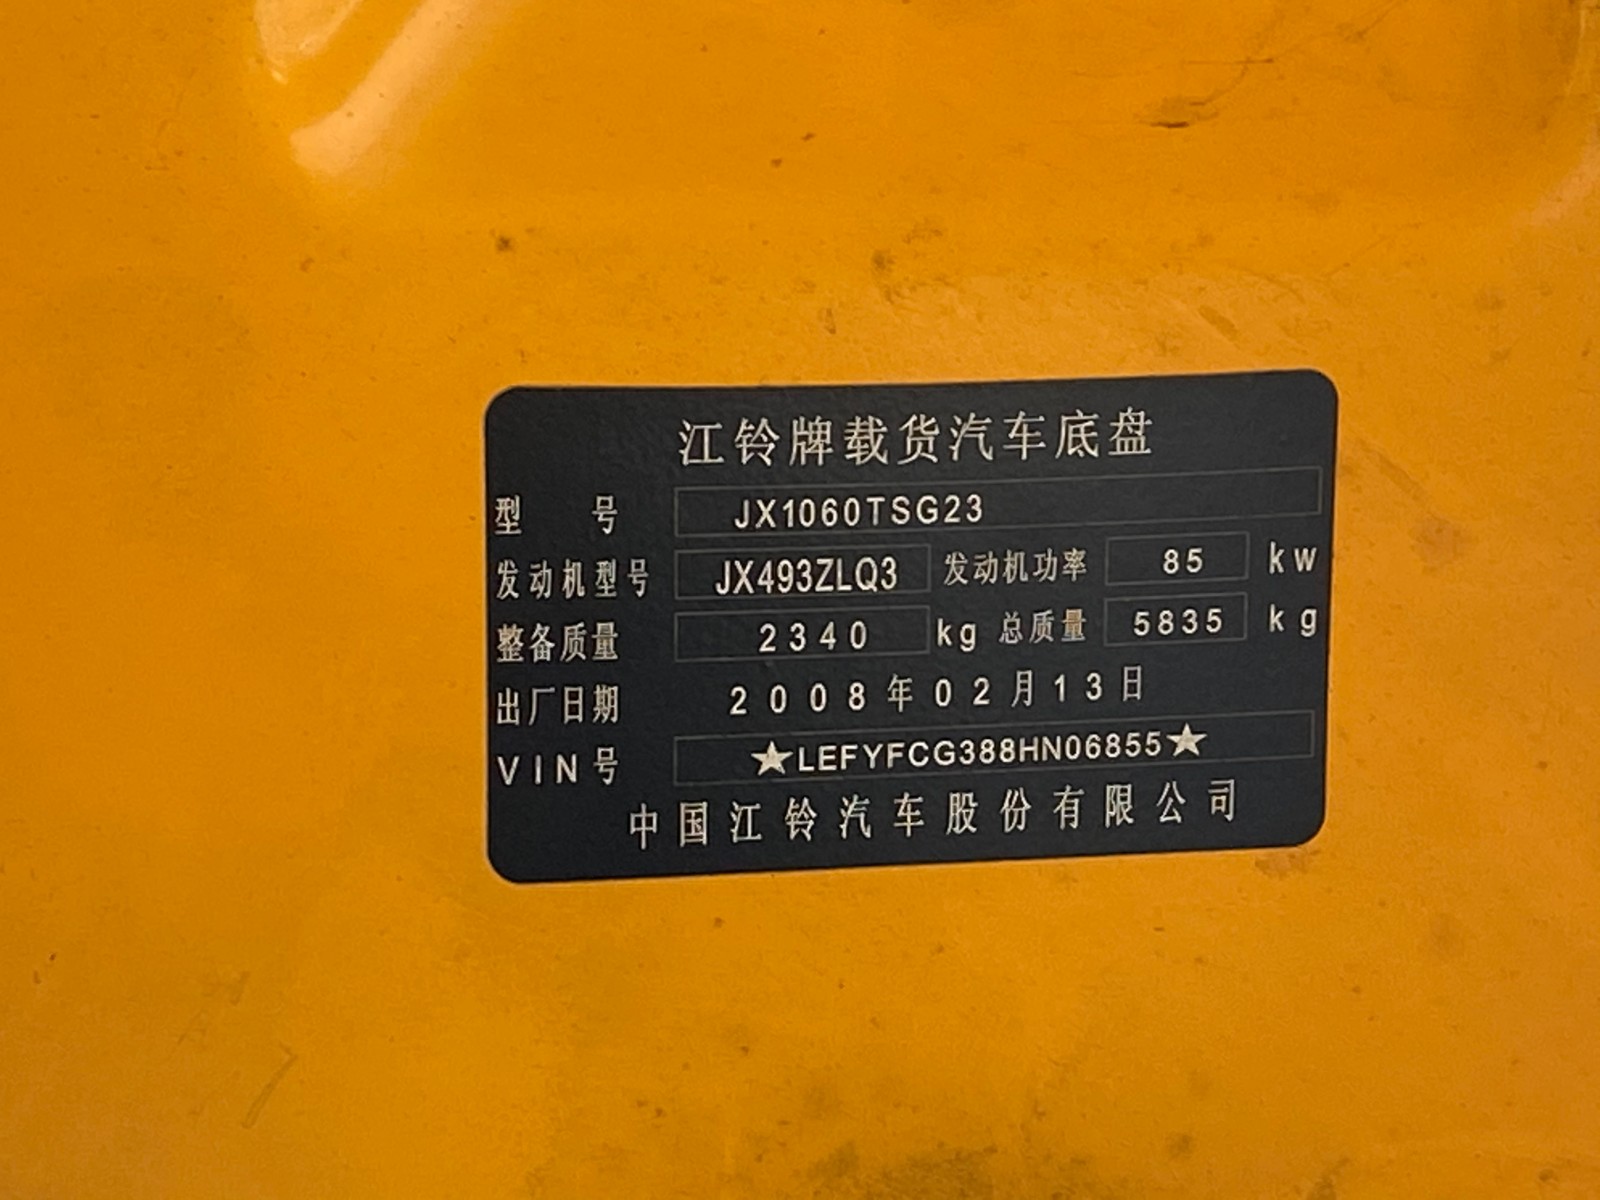 江铃牌载货汽车底盘
型 号 JX1060TSG23
发动机型号 JX493ZLQ3 发动机功率 85 kw
整备质量 2340 kg 总质量 5835 kg
出厂日期 2008年02月13日
VIN号 ★LEFYFCG388HN06855★
中国江铃汽车股份有限公司